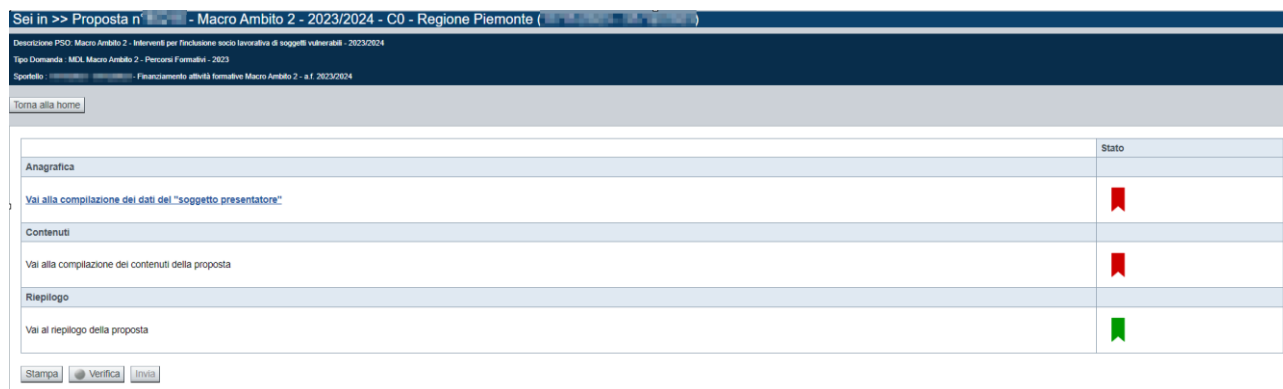 Sei in >> Proposta n° - Macro Ambito 2 - 2023/2024 - C0 - Regione Piemonte ( )
Descrizione PSO: Macro Ambito 2 - Interventi per l'inclusione socio lavorativa di soggetti vulnerabili - 2023/2024
Tipo Domanda : MDL Macro Ambito 2 - Percorsi Formativi - 2023
Sportello : - Finanziamento attività formative Macro Ambito 2 - a.f. 2023/2024
Torna alla home
Stato
Anagrafica
Vai alla compilazione dei dati del "soggetto presentatore"
Contenuti
Vai alla compilazione dei contenuti della proposta
Riepilogo
Vai al riepilogo della proposta
Stampa Verifica Invia